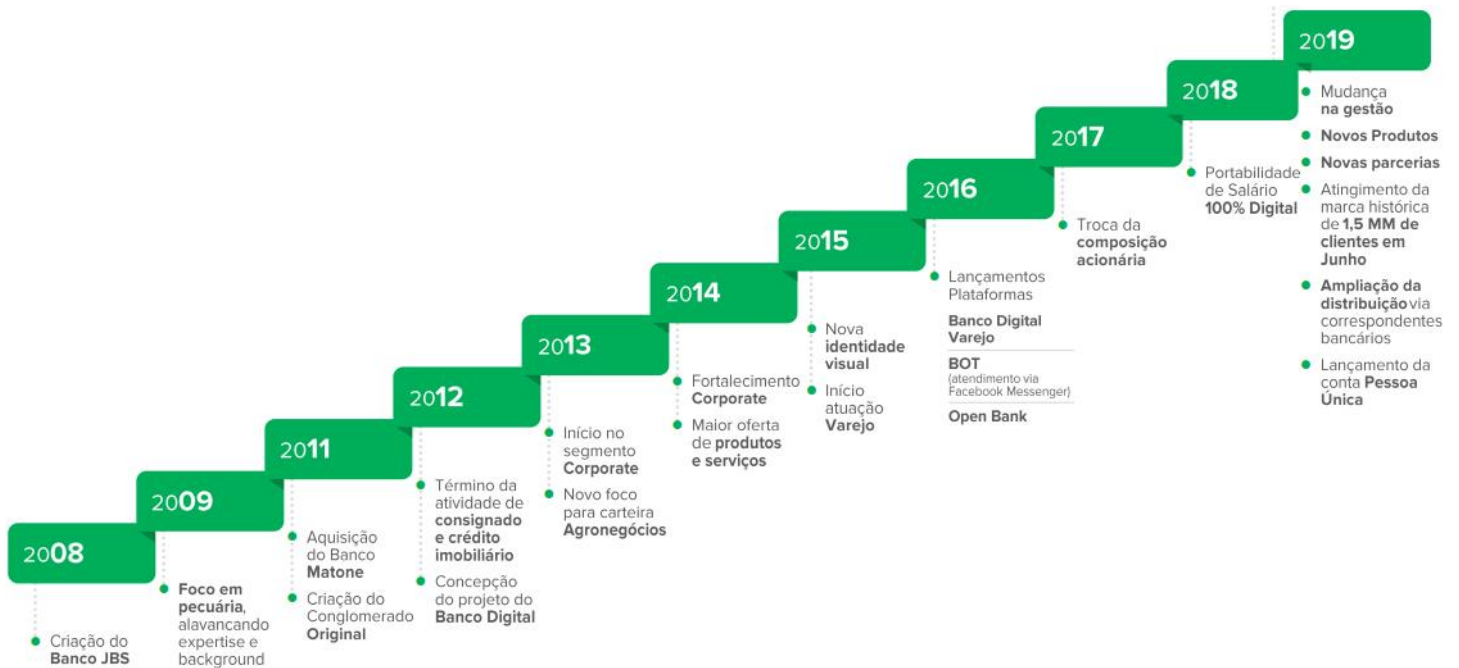 2008
Criação do
Banco JBS
2009
Foco em
pecuária,
alavancando
expertise e
background
2011
Aquisição
do Banco
Matone
Criação do
Conglomerado
Original
2012
Término da
atividade de
consignado
e crédito
imobiliário
Concepção
do projeto do
Banco Digital
2013
Início no
segmento
Corporate
Novo foco
para carteira
Agronegócios
2014
Fortalecimento
Corporate
Maior oferta
de produtos
e serviços
2015
Nova
identidade
visual
Início
atuação
Varejo
2016
Lançamentos
Plataformas
Banco Digital
Varejo
BOT
(atendimento via
Facebook Messenger)
Open Bank
2017
Troca da
composição
acionária
2018
Portabilidade
de Salário
100% Digital
2019
Mudança
na gestão
Novos Produtos
Novas parcerias
Atingimento da
marca histórica
de 1,5 MM de
clientes em
Junho
Ampliação da
distribuição via
correspondentes
bancários
Lançamento da
conta Pessoa
Única